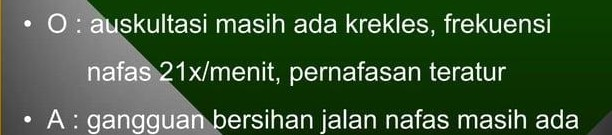 • O : auskultasi masih ada krekles, frekuensi
nafas 21x/menit, pernafasan teratur
• A : gangguan bersihan jalan nafas masih ada